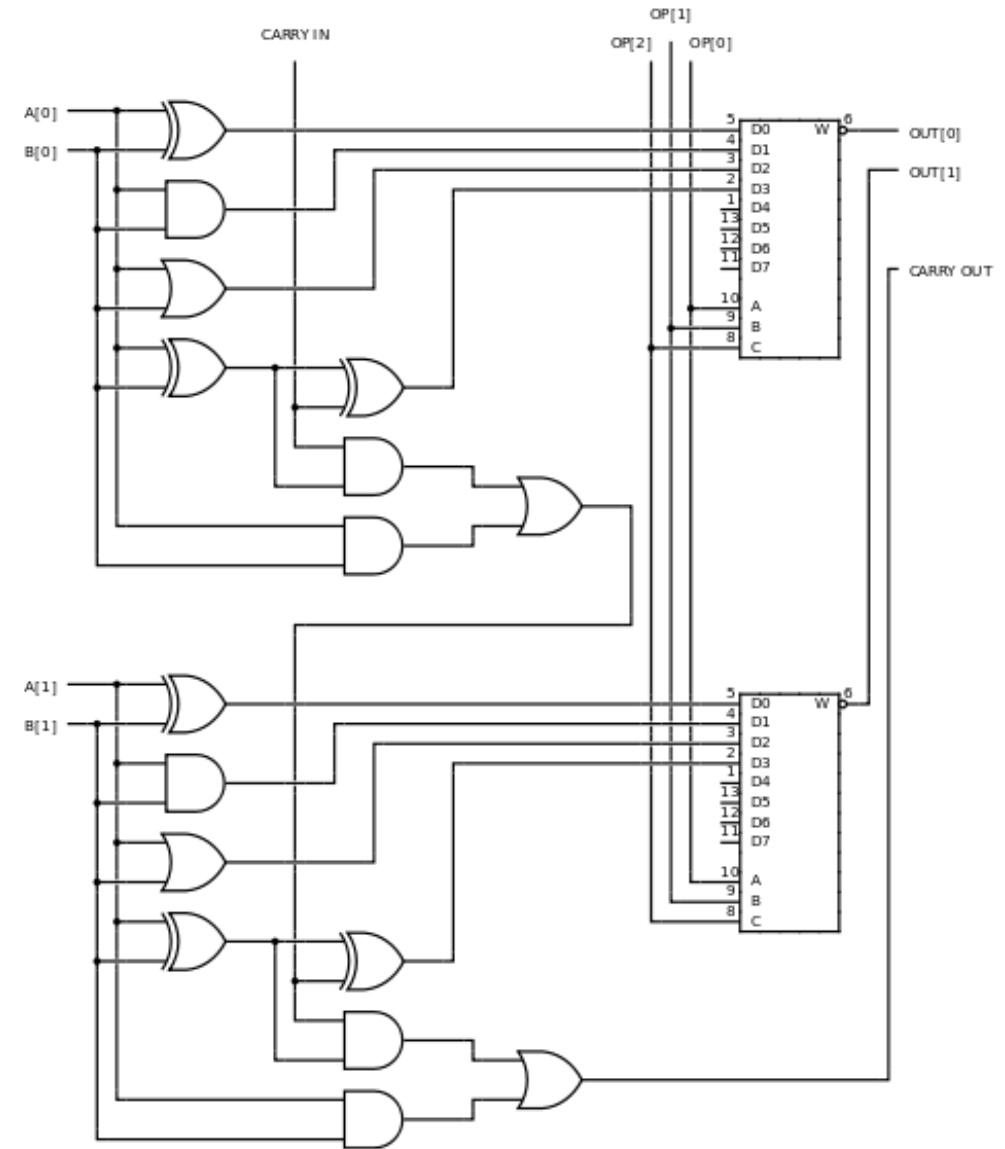 OP[1]
CARRY IN
OP[2] OP[0]
A[0]
B[0]
5 D0 W 6
OUT[0]
4 D1
3 D2
OUT[1]
2 D3
1 D4
13 D5
12 D6
11 D7
CARRY OUT
10 A
9 B
8 C
A[1]
B[1]
5 D0 W 6
4 D1
3 D2
2 D3
1 D4
13 D5
12 D6
11 D7
10 A
9 B
8 C